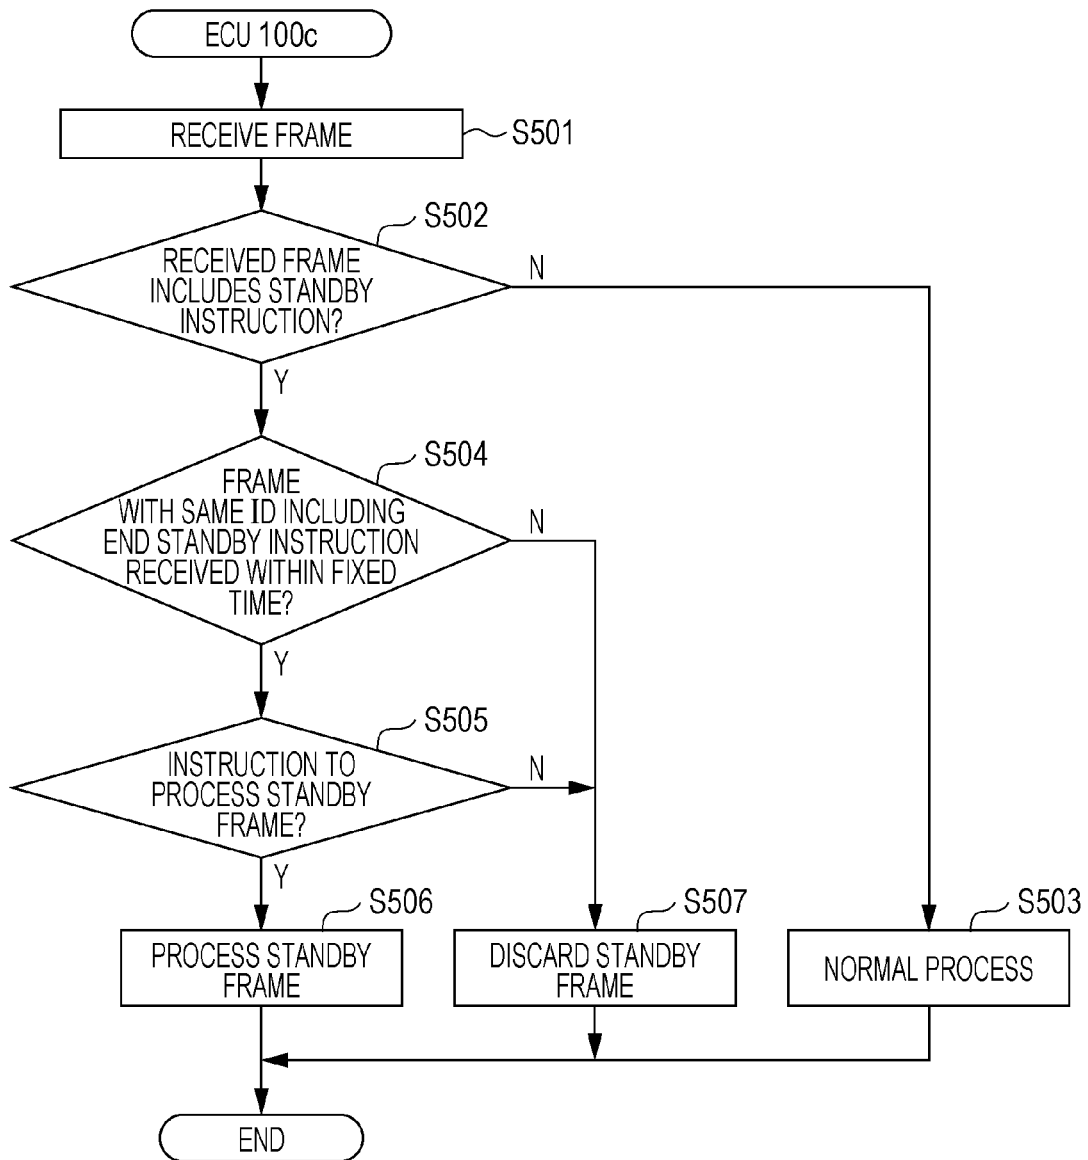 ECU 100c
RECEIVE FRAME
S501
S502
RECEIVED FRAME
INCLUDES STANDBY
INSTRUCTION?
N
Y
S504
FRAME
WITH SAME ID INCLUDING
END STANDBY INSTRUCTION
RECEIVED WITHIN FIXED
TIME?
N
Y
S505
INSTRUCTION TO
PROCESS STANDBY
FRAME?
N
Y
S506
PROCESS STANDBY
FRAME
S507
DISCARD STANDBY
FRAME
S503
NORMAL PROCESS
END